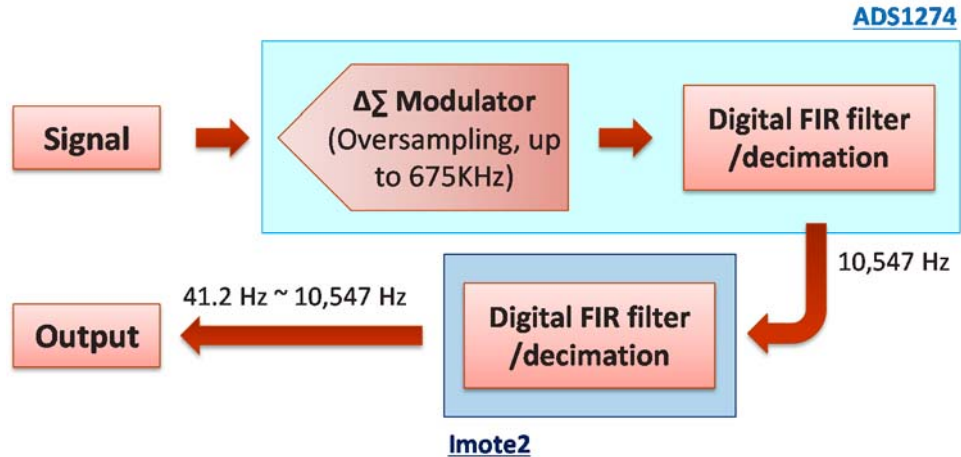 ADS1274
Signal
Δ∑ Modulator
(Oversampling, up
to 675KHz)
Digital FIR filter
/decimation
10,547 Hz
Digital FIR filter
/decimation
Imote2
41.2 Hz ~ 10,547 Hz
Output